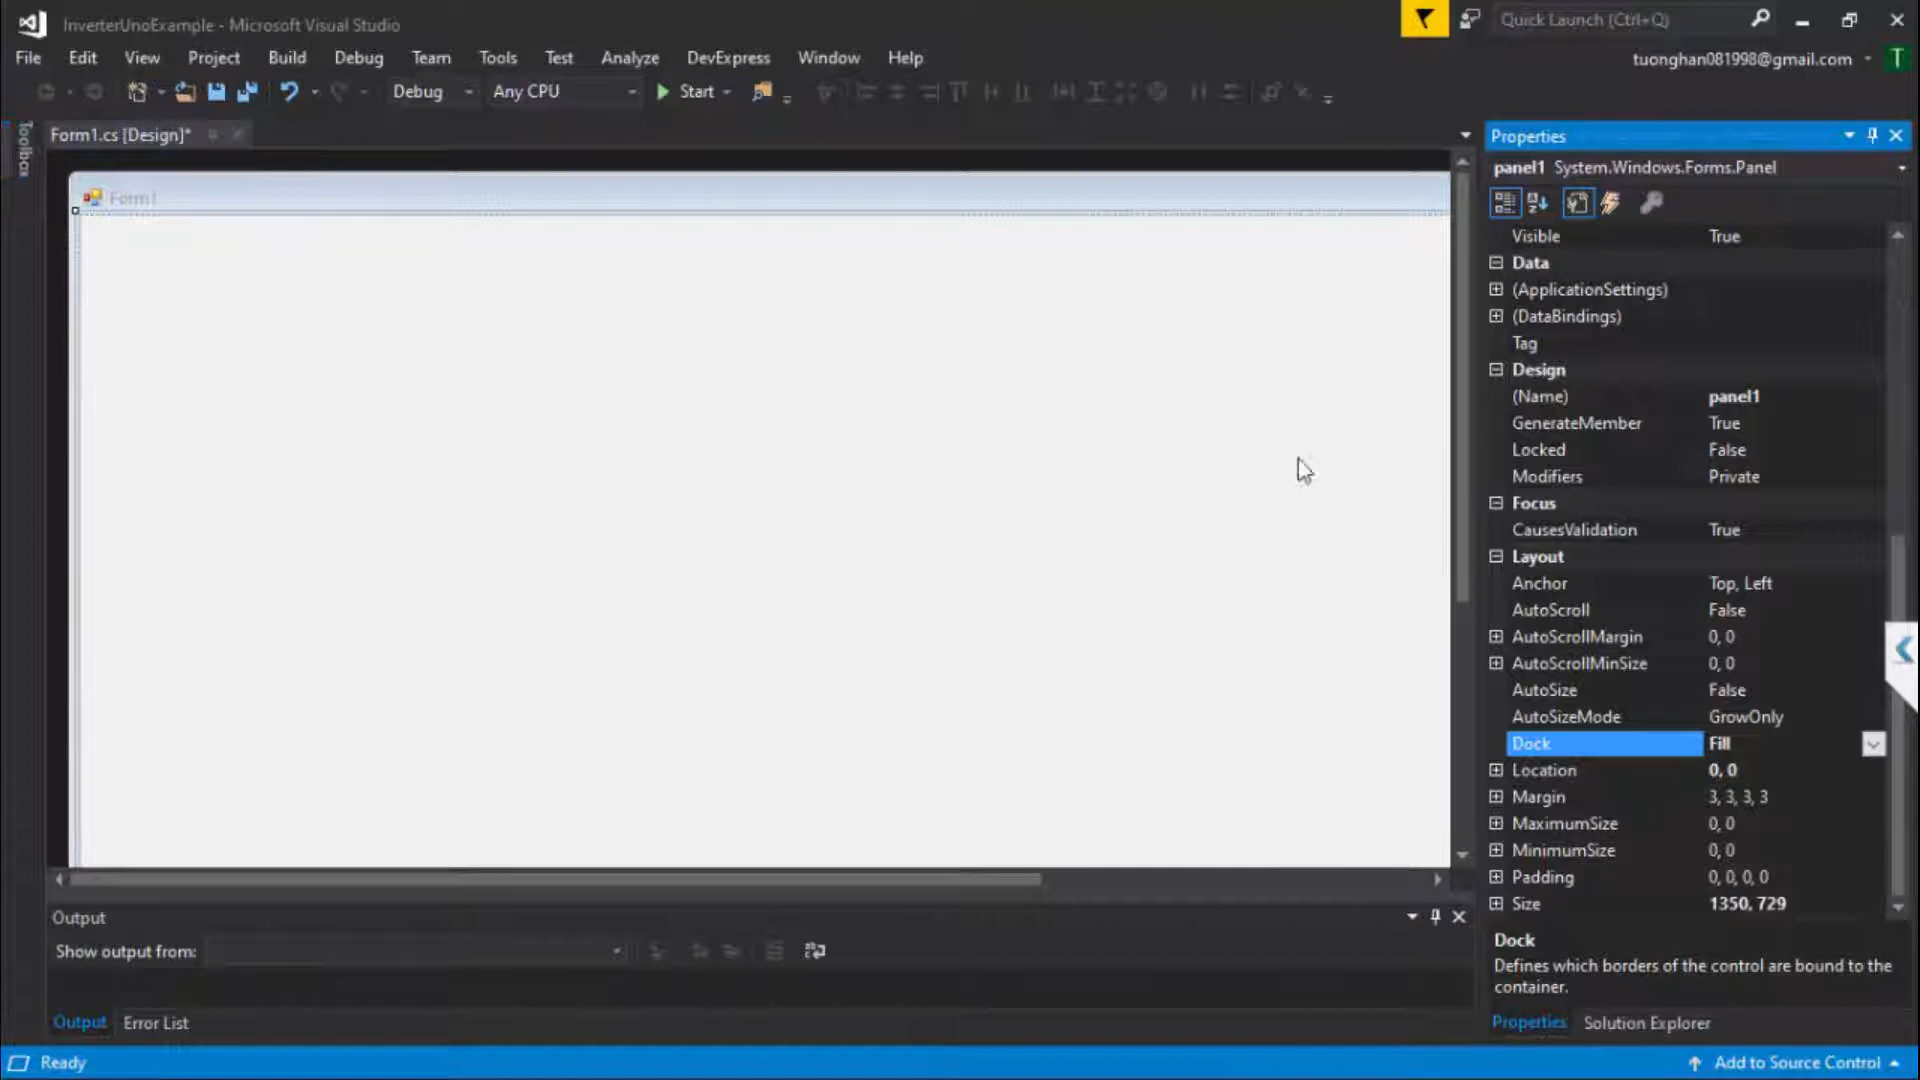 InverterUnoExample - Microsoft Visual Studio
Quick Launch (Ctrl+Q)
File Edit View Project Build Debug Team Tools Test Analyze DevExpress Window Help
tuonghan081998@gmail.com T
Debug Any CPU Start
Toolbox
Form1.cs [Design]*
Form1
Properties
panel1 System.Windows.Forms.Panel
Visible True
Data
(ApplicationSettings)
(DataBindings)
Tag
Design
(Name) panel1
GenerateMember True
Locked False
Modifiers Private
Focus
CausesValidation True
Layout
Anchor Top, Left
AutoScroll False
AutoScrollMargin 0, 0
AutoScrollMinSize 0, 0
AutoSize False
AutoSizeMode GrowOnly
Dock Fill
Location 0, 0
Margin 3, 3, 3, 3
MaximumSize 0, 0
MinimumSize 0, 0
Padding 0, 0, 0, 0
Size 1350, 729
Dock
Defines which borders of the control are bound to the
container.
Properties Solution Explorer
Output
Show output from:
Output Error List
Ready
Add to Source Control